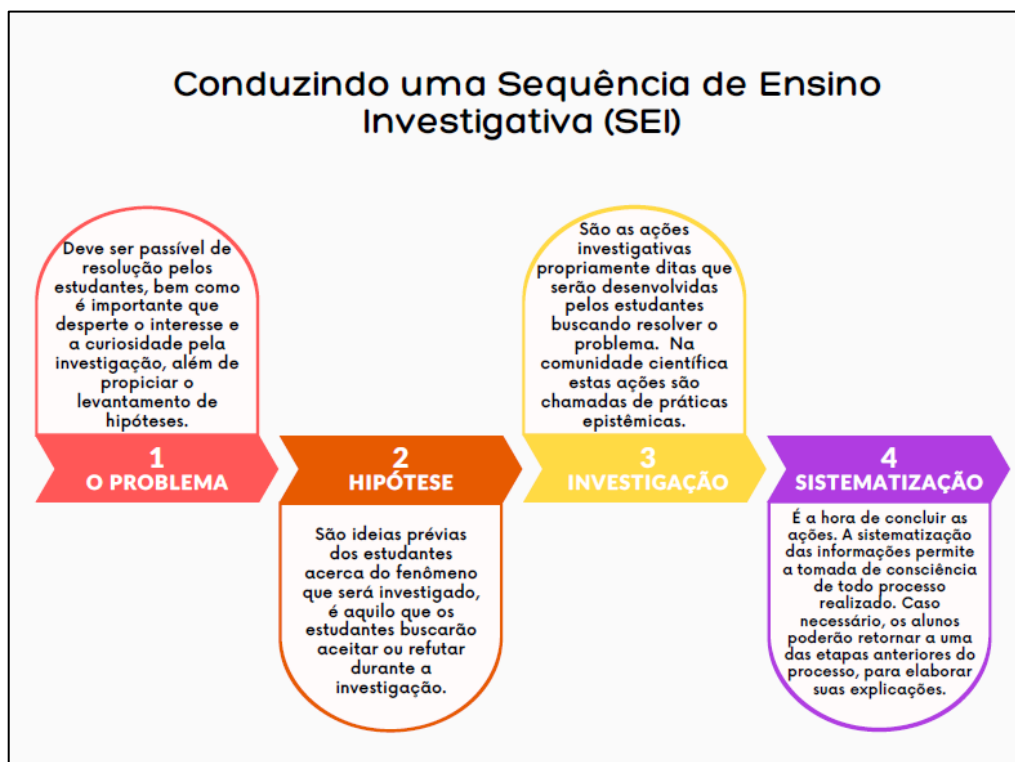 Conduzindo uma Sequência de Ensino
Investigativa (SEI)
Deve ser passível de
resolução pelos
estudantes, bem como
é importante que
desperte o interesse e
a curiosidade pela
investigação, além de
propiciar o
levantamento de
hipóteses.
1
O PROBLEMA
2
HIPÓTESE
São ideias prévias
dos estudantes
acerca do fenômeno
que será investigado,
é aquilo que os
estudantes buscarão
aceitar ou refutar
durante a
investigação.
São as ações
investigativas
propriamente ditas que
serão desenvolvidas
pelos estudantes
buscando resolver o
problema. Na
comunidade científica
estas ações são
chamadas de práticas
epistêmicas.
3
INVESTIGAÇÃO
4
SISTEMATIZAÇÃO
É a hora de concluir as
ações. A sistematização
das informações permite
a tomada de consciência
de todo processo
realizado. Caso
necessário, os alunos
poderão retornar a uma
das etapas anteriores do
processo, para elaborar
suas explicações.